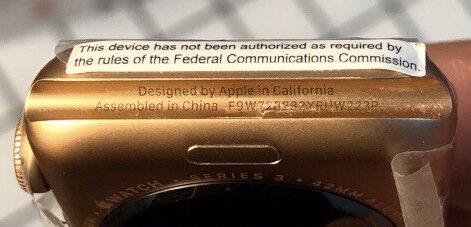 This device has not been authorized as required by
the rules of the Federal Communications Commission.
Designed by Apple in California
Assembled in China
WATCH • SERIES 3 • 42MM